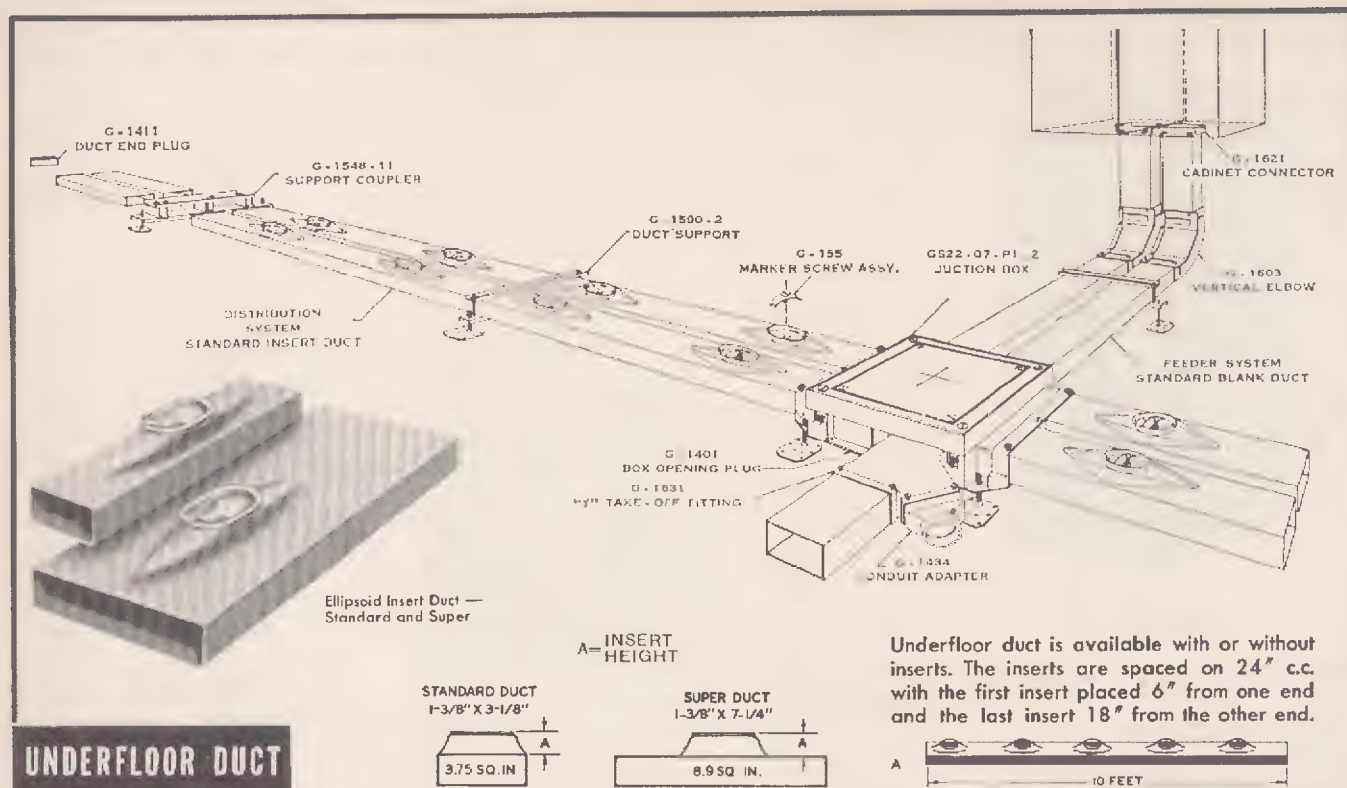 G-1411
DUCT END PLUG
G-1548-11
SUPPORT COUPLER
G-1621
CABINET CONNECTOR
G-1590-2
DUCT SUPPORT
G-155
MARKER SCREW ASSY.
GS22-07-P1-2
JUCTION BOX
G-1603
VERTICAL ELBOW
DISTRIBUTION
SYSTEM
STANDARD INSERT DUCT
FEEDER SYSTEM
STANDARD BLANK DUCT
G-1401
BOX OPENING PLUG
G-1631
"Y" TAKE-OFF FITTING
G-1434
ONDUIT ADAPTER
Ellipsoid Insert Duct —
Standard and Super
A= INSERT
HEIGHT
Underfloor duct is available with or without
inserts. The inserts are spaced on 24" c.c.
with the first insert placed 6" from one end
and the last insert 18" from the other end.
STANDARD DUCT
1-3/8" X 3-1/8"
A
3.75 SQ. IN
SUPER DUCT
1-3/8" X 7-1/4"
A
8.9 SQ IN.
A
10 FEET
UNDERFLOOR DUCT